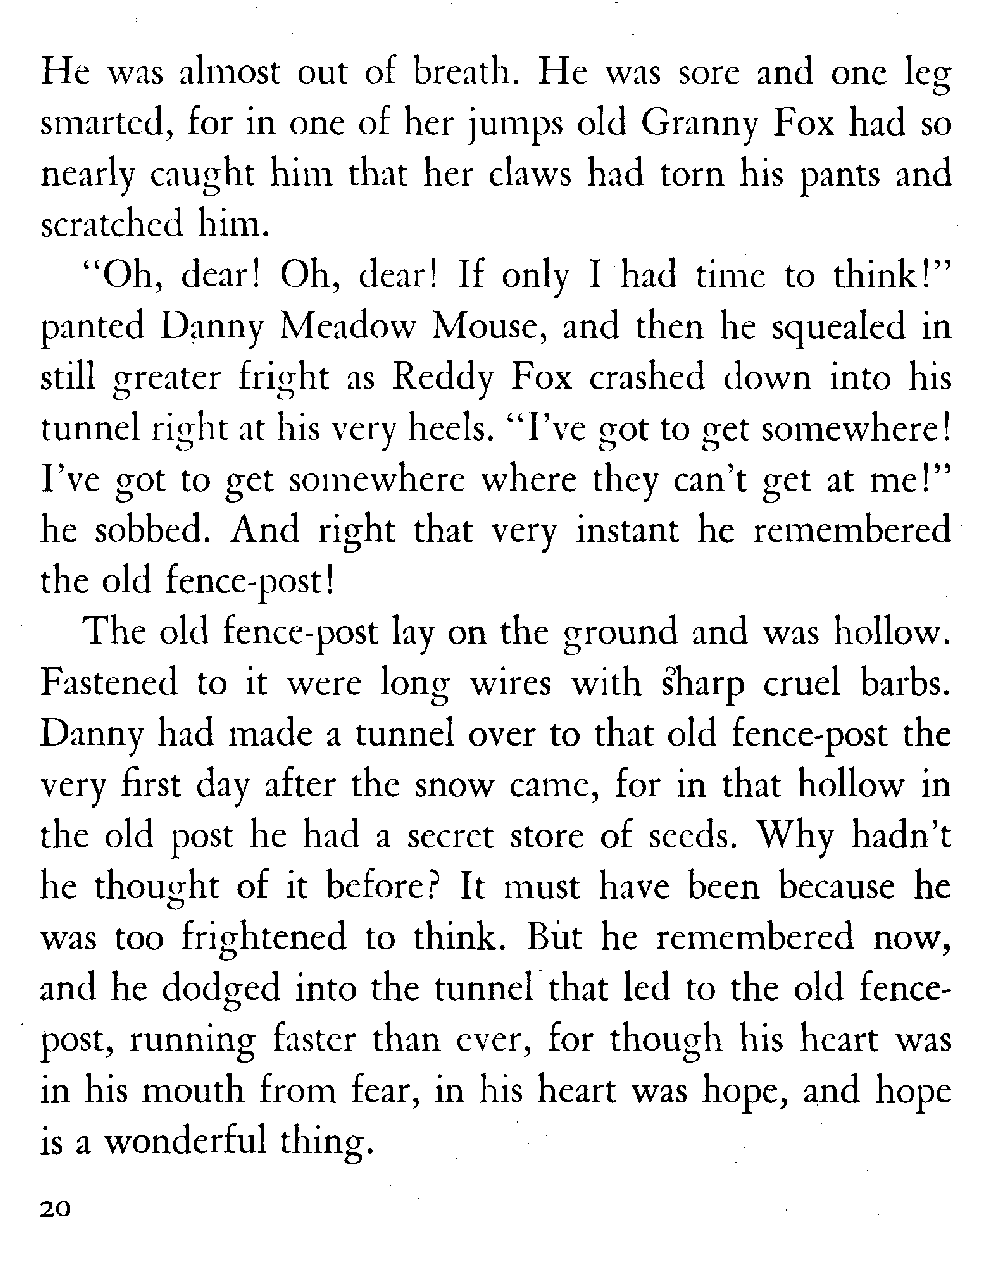 He was almost out of breath. He was sore and one leg
smarted, for in one of her jumps old Granny Fox had so
nearly caught him that her claws had torn his pants and
scratched him.
“Oh, dear! Oh, dear! If only I had time to think!”
panted Danny Meadow Mouse, and then he squealed in
still greater fright as Reddy Fox crashed down into his
tunnel right at his very heels. “I’ve got to get somewhere!
I’ve got to get somewhere where they can’t get at me!”
he sobbed. And right that very instant he remembered
the old fence-post!
The old fence-post lay on the ground and was hollow.
Fastened to it were long wires with sharp cruel barbs.
Danny had made a tunnel over to that old fence-post the
very first day after the snow came, for in that hollow in
the old post he had a secret store of seeds. Why hadn’t
he thought of it before? It must have been because he
was too frightened to think. But he remembered now,
and he dodged into the tunnel that led to the old fence-
post, running faster than ever, for though his heart was
in his mouth from fear, in his heart was hope, and hope
is a wonderful thing.
20